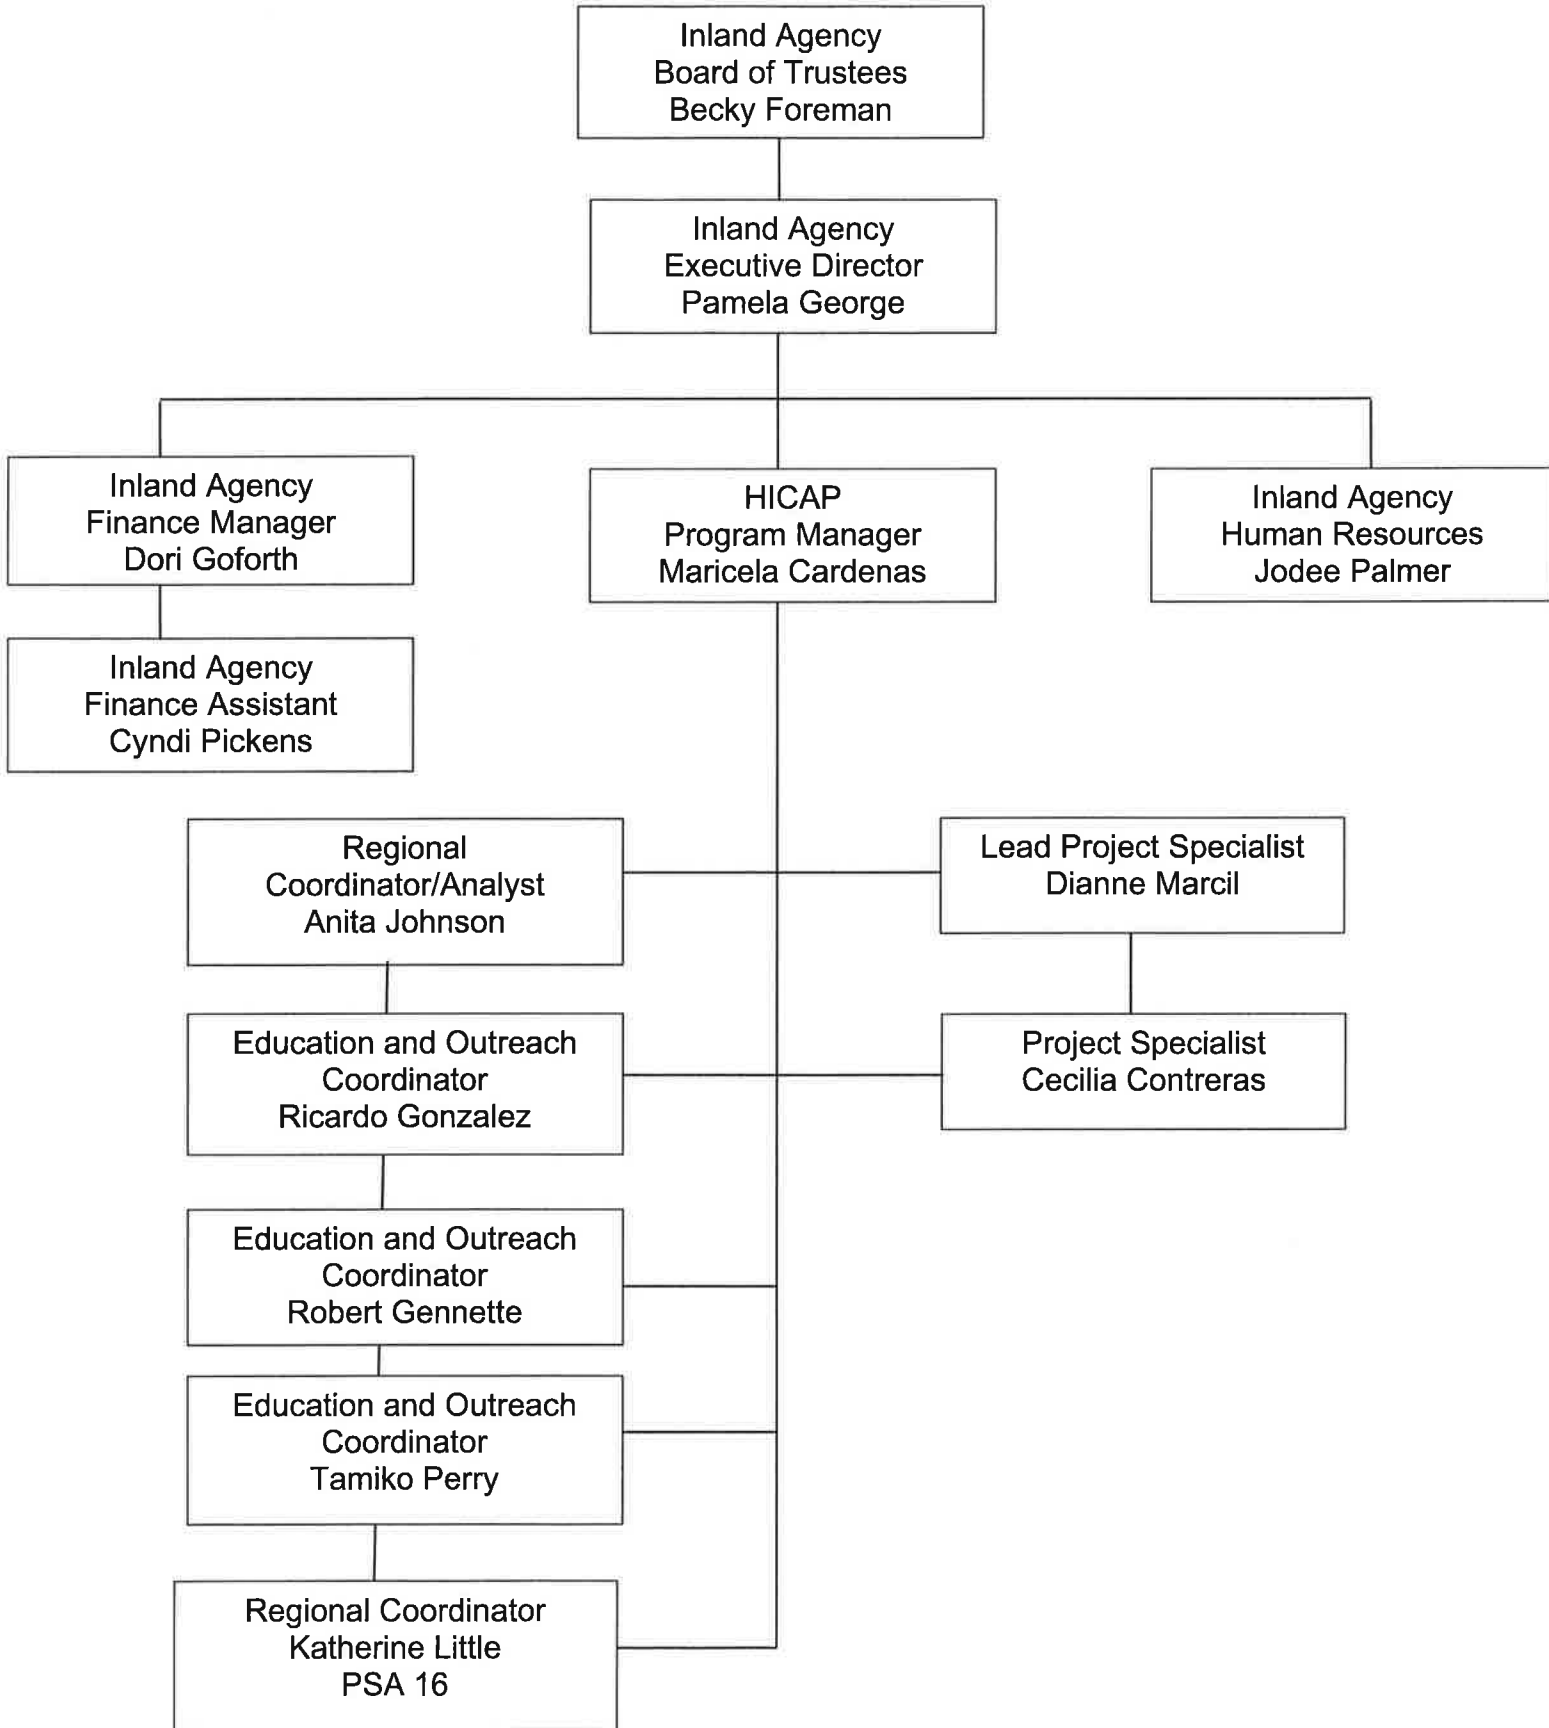 Inland Agency
Board of Trustees
Becky Foreman
Inland Agency
Executive Director
Pamela George
Inland Agency
Finance Manager
Dori Goforth
HICAP
Program Manager
Maricela Cardenas
Inland Agency
Human Resources
Jodee Palmer
Inland Agency
Finance Assistant
Cyndi Pickens
Regional
Coordinator/Analyst
Anita Johnson
Lead Project Specialist
Dianne Marcil
Education and Outreach
Coordinator
Ricardo Gonzalez
Project Specialist
Cecilia Contreras
Education and Outreach
Coordinator
Robert Gennette
Education and Outreach
Coordinator
Tamiko Perry
Regional Coordinator
Katherine Little
PSA 16